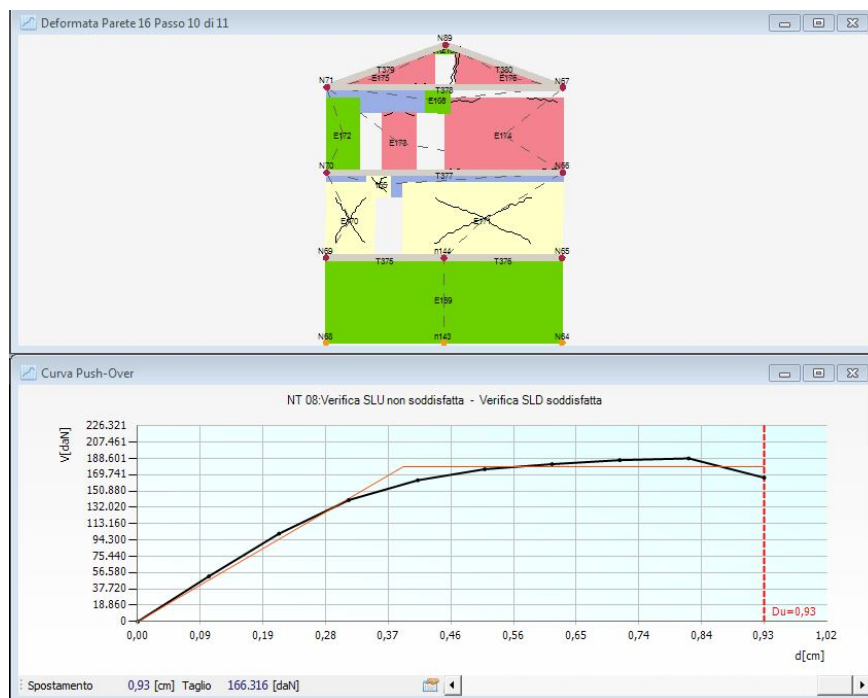 Deformata Parete 16 Passo 10 di 11
N89
T379
T380
E175
E176
N71
T378
N67
E172
E173
E174
N70
T377
N66
E170
E171
N69
n144
N65
T375
T376
E169
N68
n143
N64
Curva Push-Over
NT 08:Verifica SLU non soddisfatta - Verifica SLD soddisfatta
V[daN]
226.321
207.461
188.601
169.741
150.880
132.020
113.160
94.300
75.440
56.580
37.720
18.860
0
Du=0,93
0,00 0,09 0,19 0,28 0,37 0,46 0,56 0,65 0,74 0,84 0,93 1,02
d[cm]
Spostamento 0,93 [cm] Taglio 166.316 [daN]